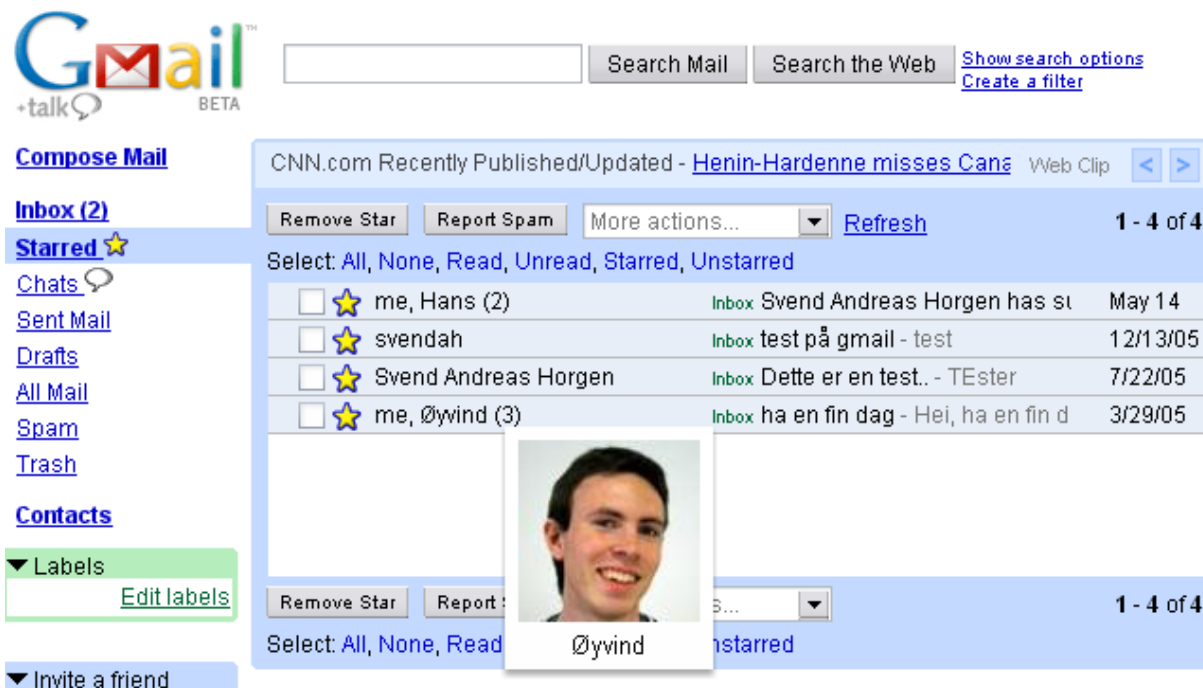 Gmail™
+talk BETA
Search Mail Search the Web Show search options
Create a filter
Compose Mail
CNN.com Recently Published/Updated - Henin-Hardenne misses Cana Web Clip < >
Inbox (2)
Remove Star Report Spam More actions... Refresh 1 - 4 of 4
Starred
Select: All, None, Read, Unread, Starred, Unstarred
Chats
me, Hans (2) Inbox Svend Andreas Horgen has su May 14
Sent Mail
svendah Inbox test på gmail - test 12/13/05
Drafts
Svend Andreas Horgen Inbox Dette er en test.. - TEster 7/22/05
All Mail
me, Øyvind (3) Inbox ha en fin dag - Hei, ha en fin d 3/29/05
Spam
Trash
Contacts
Labels
Edit labels
Remove Star Report s... 1 - 4 of 4
Select: All, None, Read nstarred
Øyvind
Invite a friend